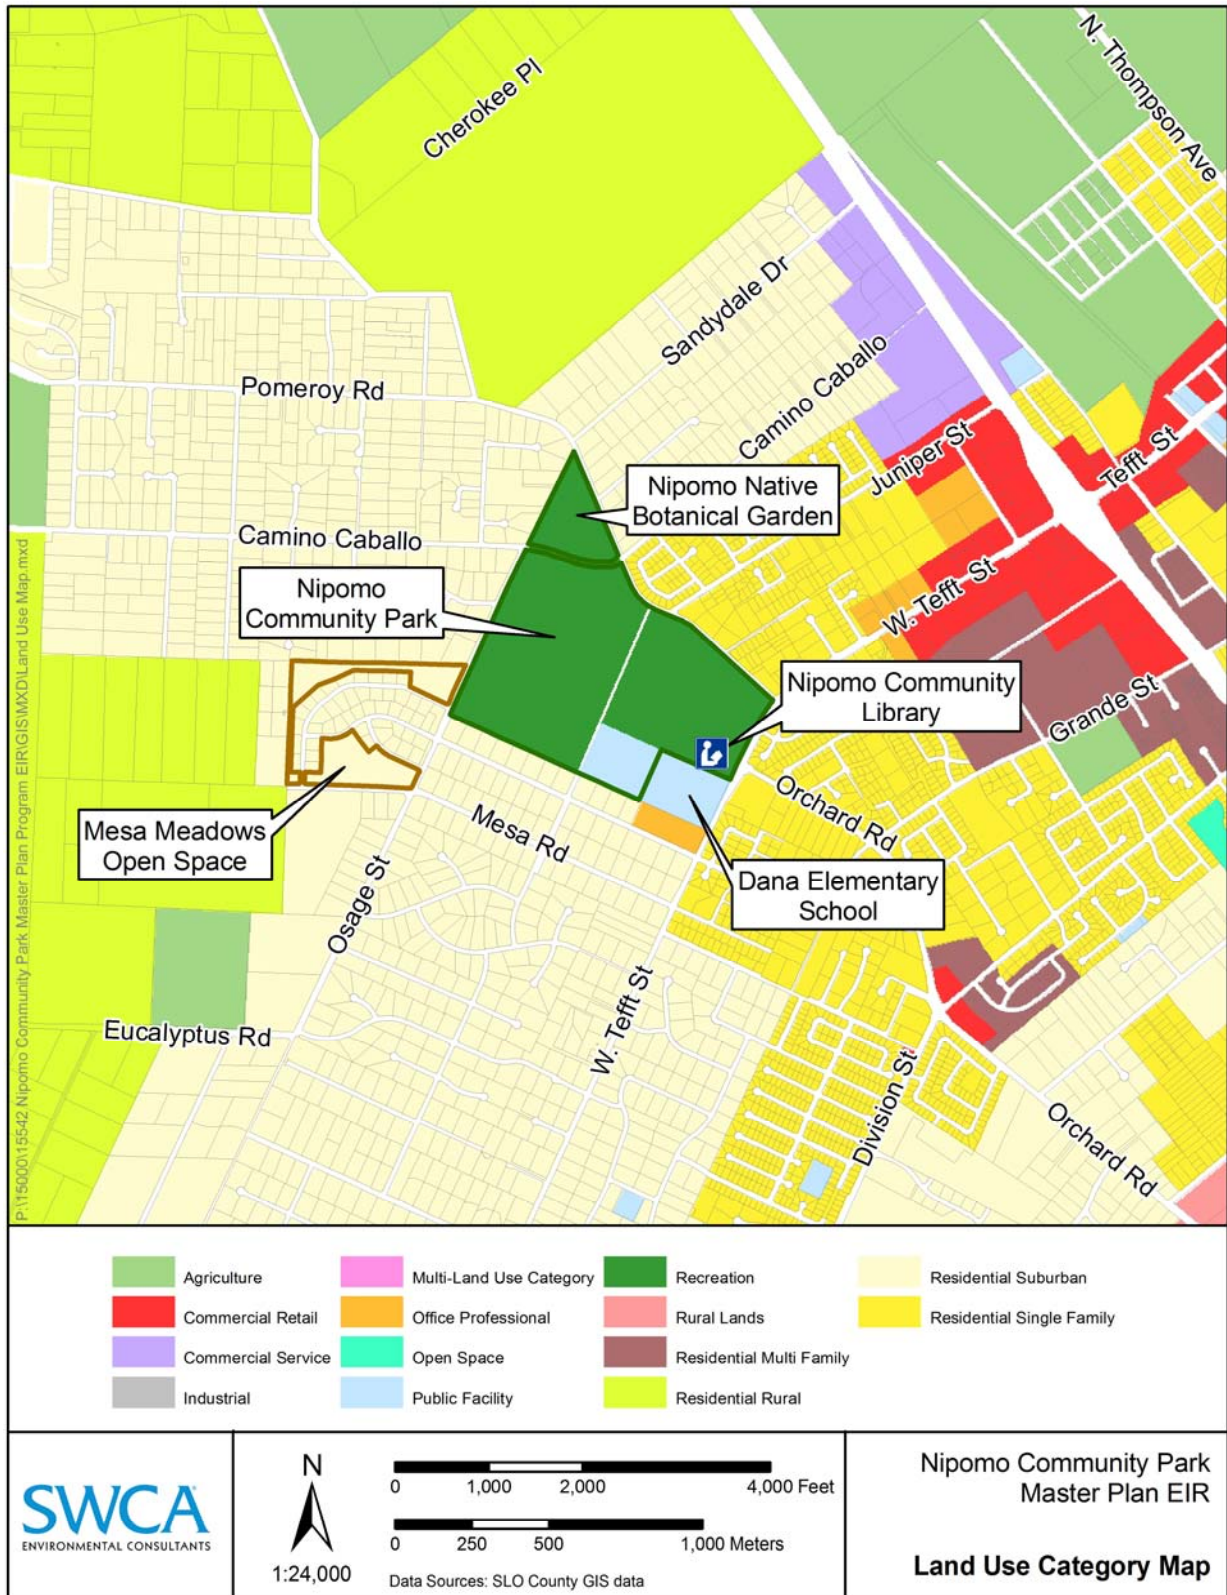 N. Thompson Ave
Cherokee Pl
Sandydale Dr
Camino Caballo
Pomeroy Rd
Juniper St
Tefft St
Nipomo Native
Botanical Garden
Camino Caballo
Nipomo
Community Park
W. Tefft St
Nipomo Community
Library
Grande St
Mesa Meadows
Open Space
Mesa Rd
Orchard Rd
Dana Elementary
School
Osage St
W. Tefft St
Eucalyptus Rd
Division St
Orchard Rd
P:\15000\15542 Nipomo Community Park Master Plan Program EIR\GIS\MXD\Land Use Map.mxd
Agriculture
Multi-Land Use Category
Recreation
Residential Suburban
Commercial Retail
Office Professional
Rural Lands
Residential Single Family
Commercial Service
Open Space
Residential Multi Family
Industrial
Public Facility
Residential Rural
SWCA
ENVIRONMENTAL CONSULTANTS
N
1:24,000
0 1,000 2,000 4,000 Feet
0 250 500 1,000 Meters
Data Sources: SLO County GIS data
Nipomo Community Park
Master Plan EIR
Land Use Category Map